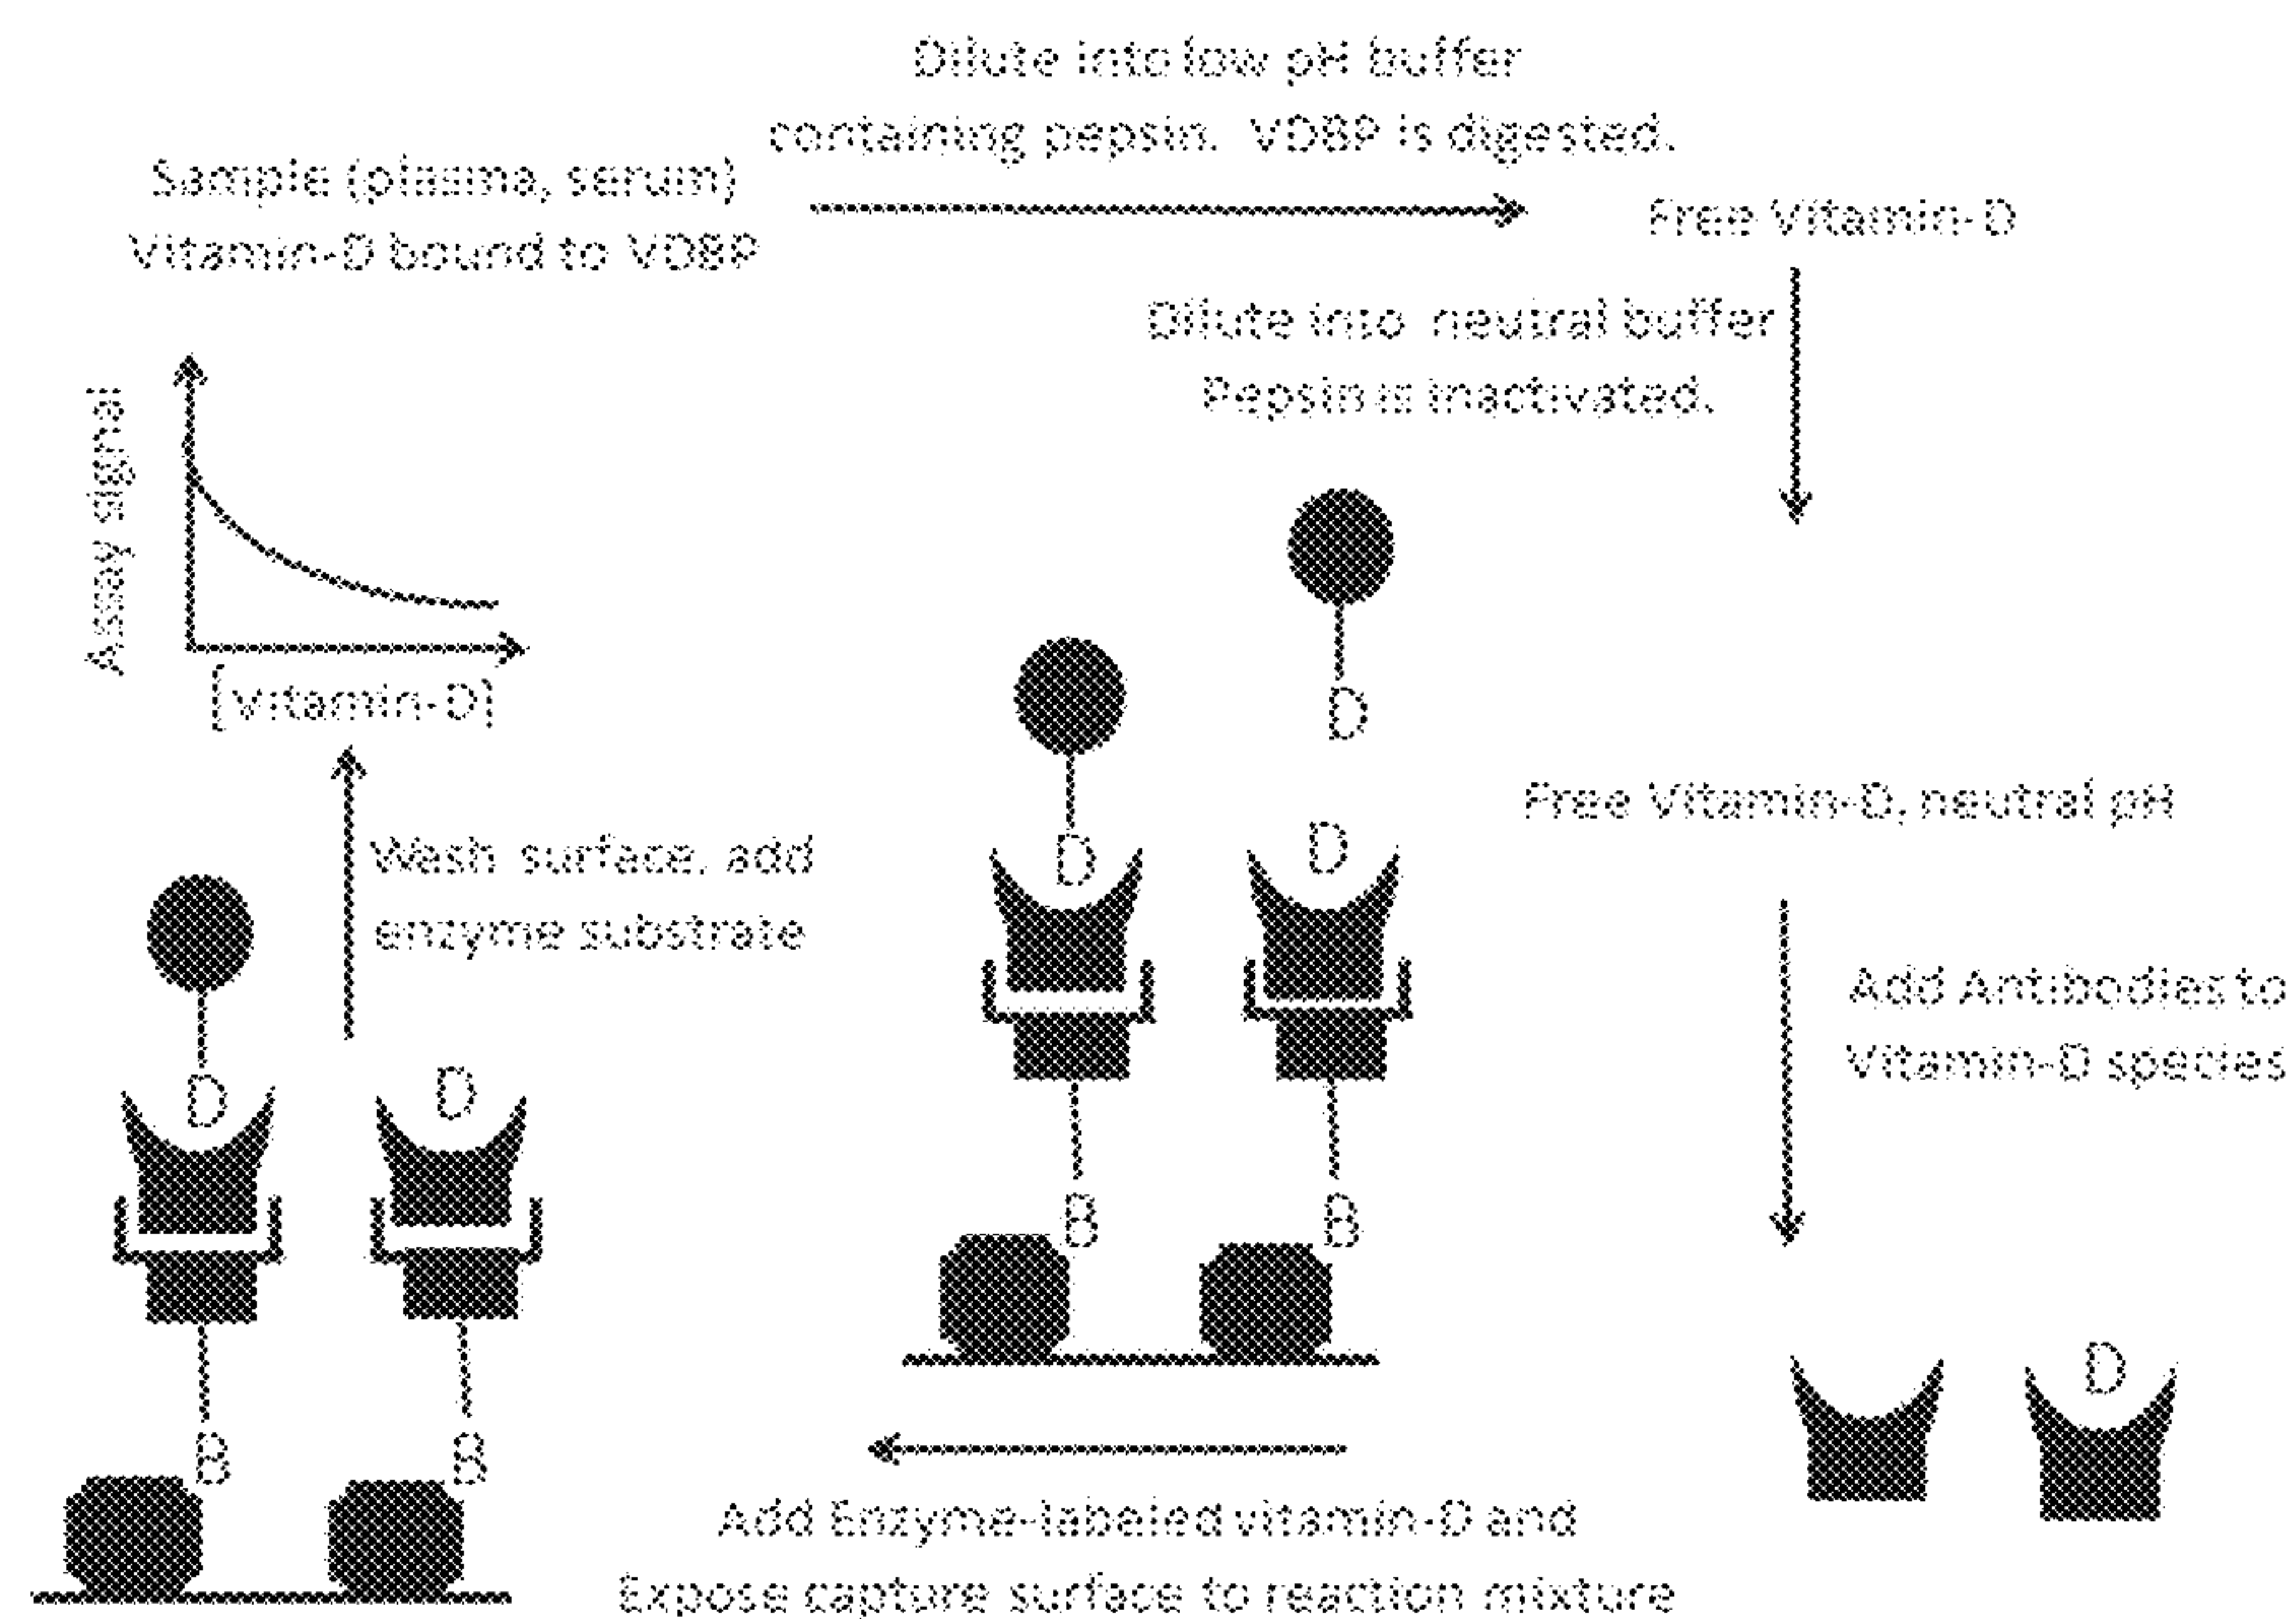 Dilute into low pH buffer
containing pepsin. VDBP is digested.
Sample (plasma, serum)
Vitamin-D bound to VDBP
Free Vitamin-D
Dilute into neutral buffer
Pepsin is inactivated.
Assay signal
[vitamin-D]
D
Free Vitamin-D, neutral pH
D
D
Wash surface, add
enzyme substrate
Add Antibodies to
Vitamin-D species
D
D
B
B
D
B
B
Add Enzyme-labeled vitamin-D and
Expose capture surface to reaction mixture